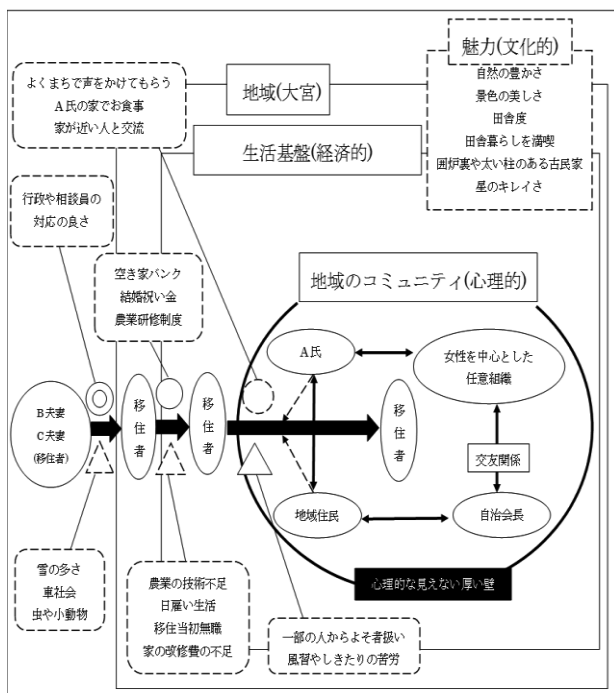 魅力(文化的)
自然の豊かさ
景色の美しさ
田舎度
田舎暮らしを満喫
囲炉裏や太い柱のある古民家
星のキレイさ
よくまちで声をかけてもらう
A氏の家でお食事
家が近い人と交流
地域(大宮)
生活基盤(経済的)
行政や相談員の
対応の良さ
空き家バンク
結婚祝い金
農業研修制度
地域のコミュニティ(心理的)
A氏
女性を中心とした
任意組織
B夫妻
C夫妻
(移住者)
移住者
移住者
移住者
交友関係
地域住民
自治会長
心理的な見えない厚い壁
雪の多さ
車社会
虫や小動物
農業の技術不足
日雇い生活
移住当初無職
家の改修費の不足
一部の人からよそ者扱い
風習やしきたりの苦労